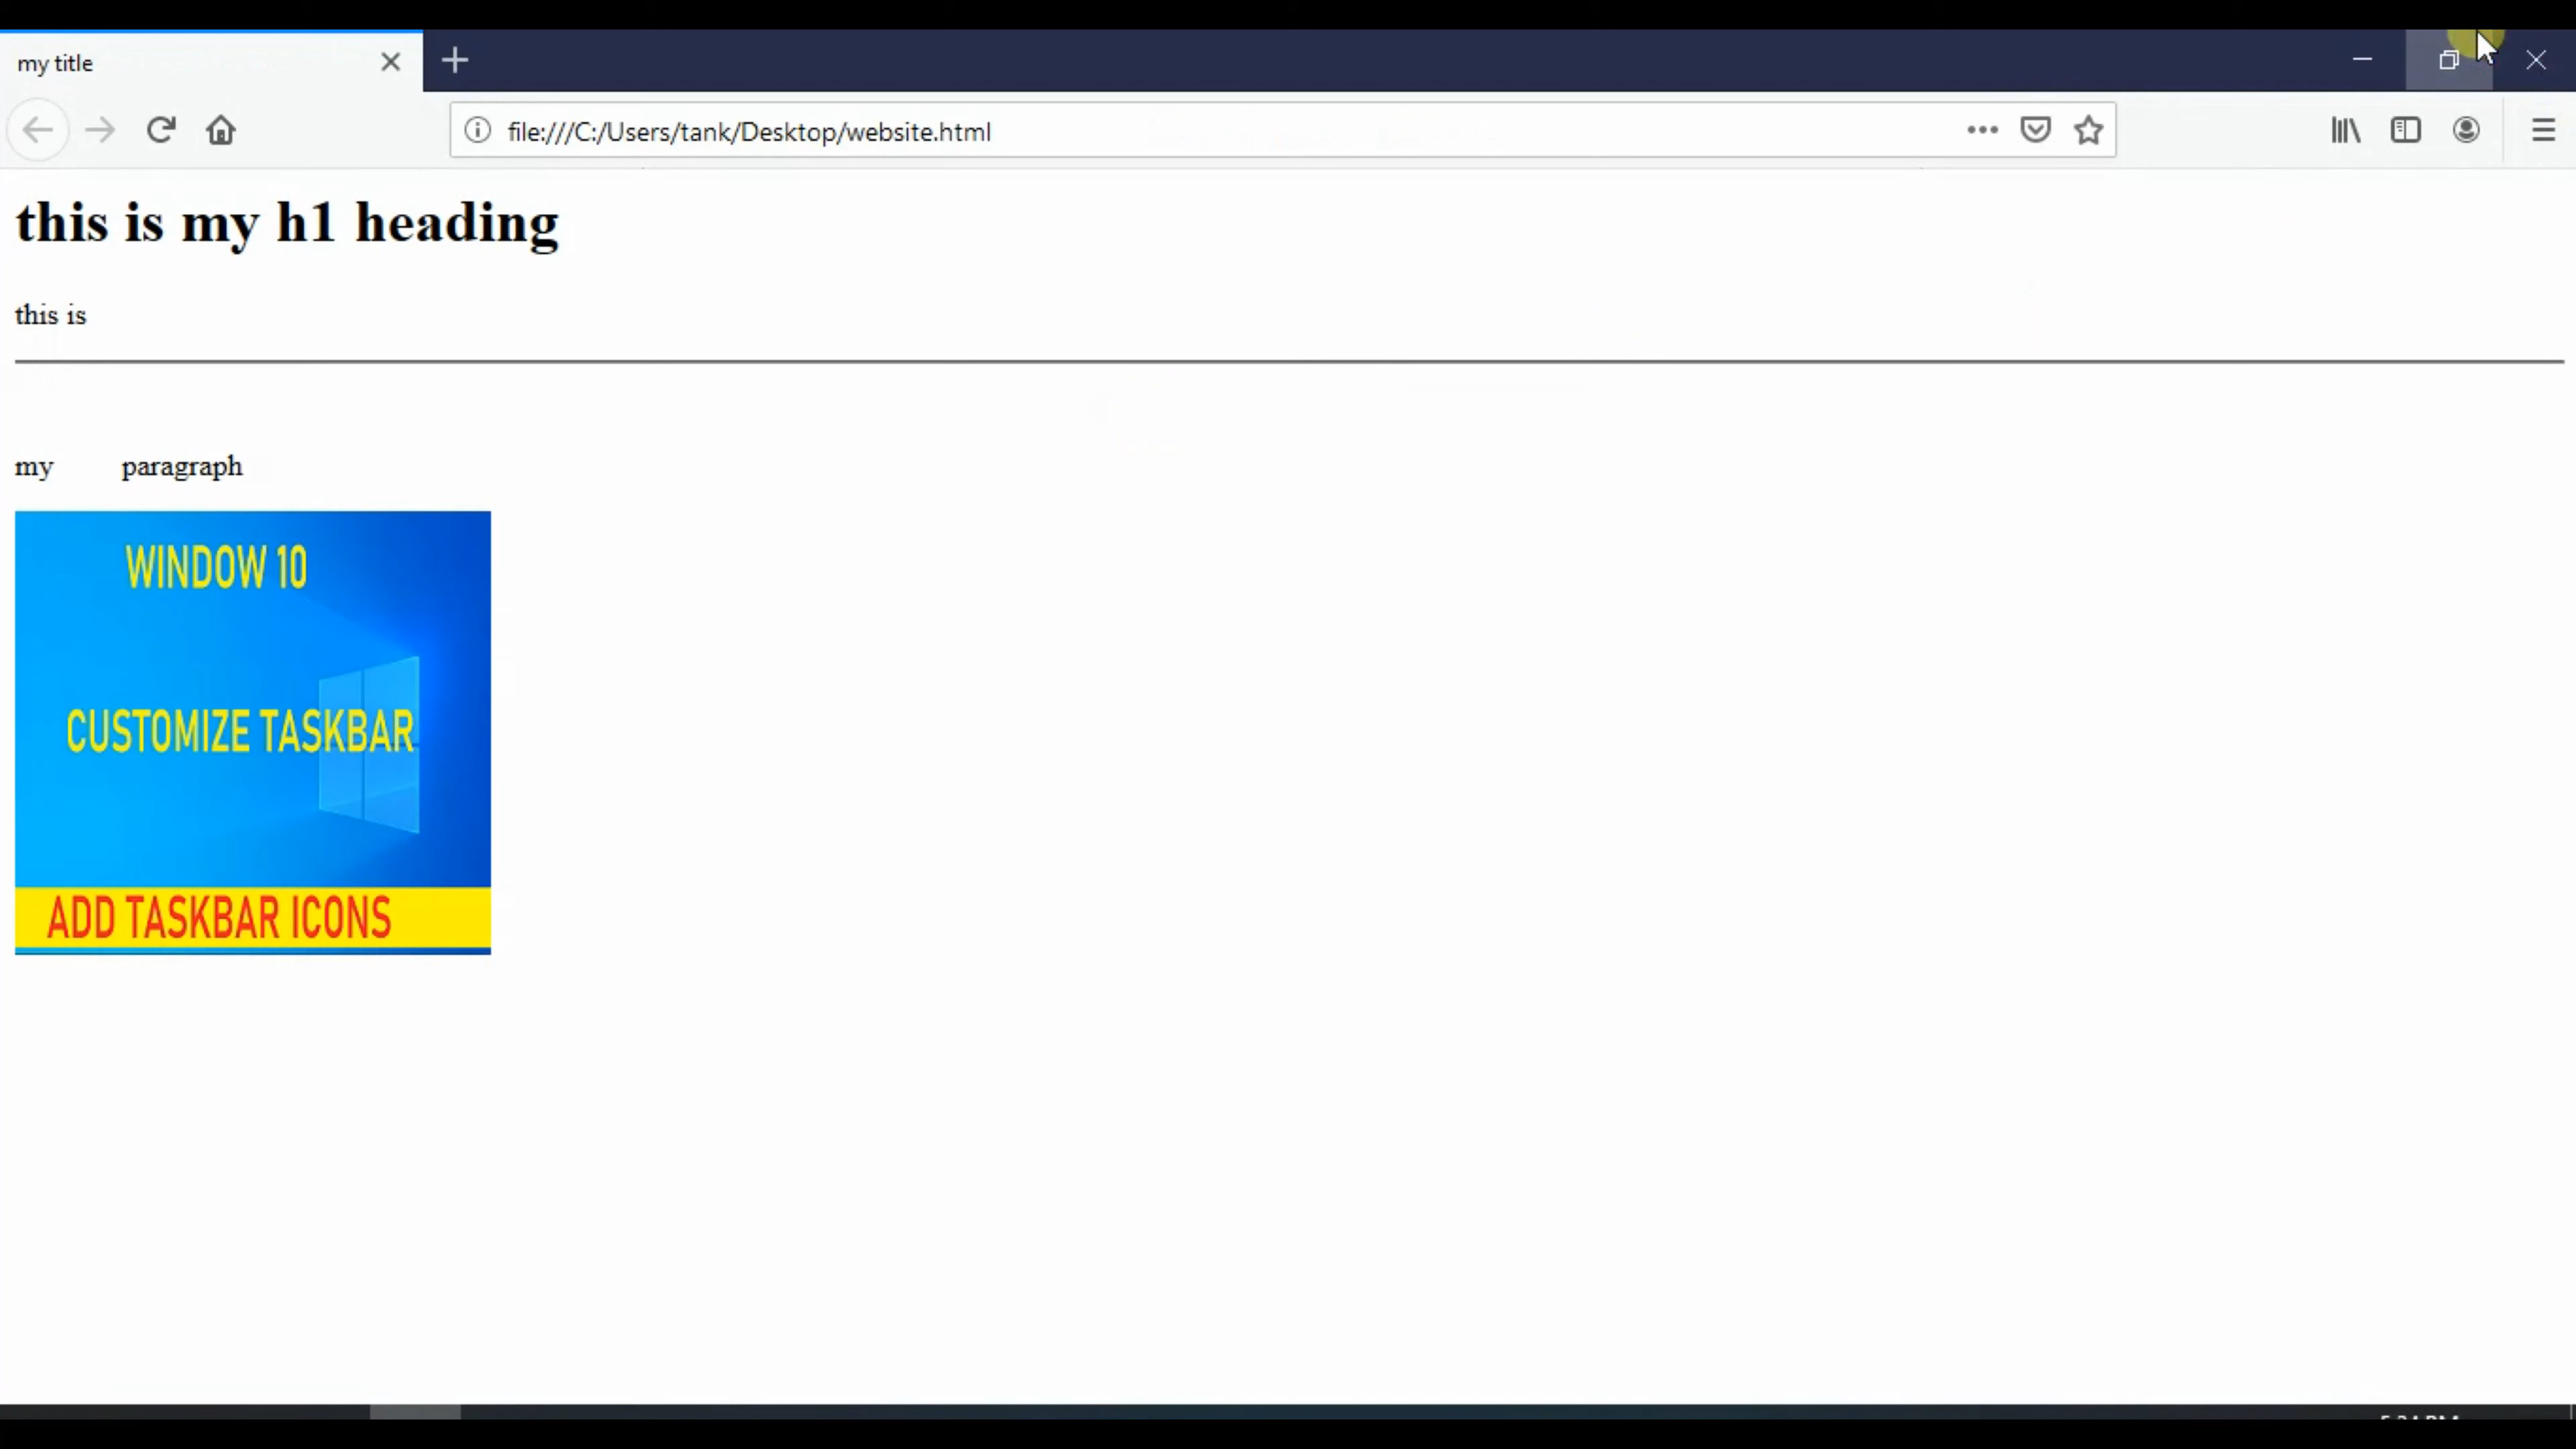 my title
file:///C:/Users/tank/Desktop/website.html
this is my h1 heading
this is
my paragraph
WINDOW 10
CUSTOMIZE TASKBAR
ADD TASKBAR ICONS